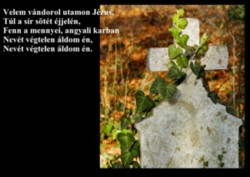 Velem vándorol utamon Jézus,
Túl a sír sötét éjjelén,
Fenn a mennyei, angyali karban
Nevét végtelen áldom én,
Nevét végtelen áldom én.